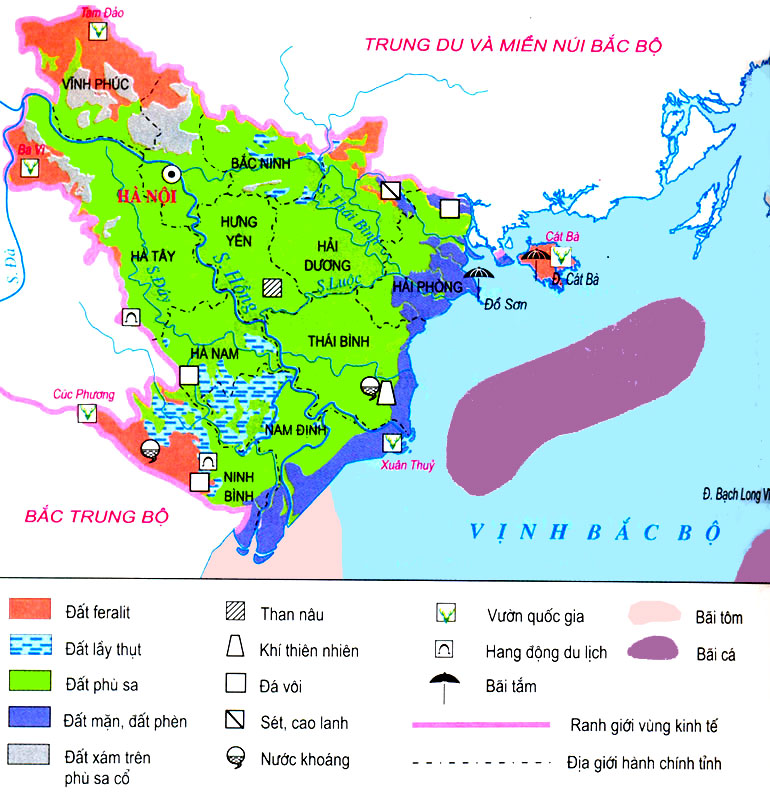 Tam Đảo
TRUNG DU VÀ MIỀN NÚI BẮC BỘ
VĨNH PHÚC
Ba Vì
BẮC NINH
HÀ NỘI
S. Thái Bình
HƯNG
YÊN
HẢI
DƯƠNG
Cát Bà
S. Đà
HÀ TÂY
S. Đáy
S. Hồng
S. Luộc
HẢI PHÒNG
Đ. Cát Bà
Đồ Sơn
THÁI BÌNH
HÀ NAM
Cúc Phương
NAM ĐỊNH
Xuân Thuỷ
NINH
BÌNH
Đ. Bạch Long Vĩ
BẮC TRUNG BỘ
VỊNH BẮC BỘ
Đất feralit
Đất lầy thụt
Đất phù sa
Đất mặn, đất phèn
Đất xám trên
phù sa cổ
Than nâu
Khí thiên nhiên
Đá vôi
Sét, cao lanh
Nước khoáng
Vườn quốc gia
Hang động du lịch
Bãi tắm
Bãi tôm
Bãi cá
Ranh giới vùng kinh tế
Địa giới hành chính tỉnh